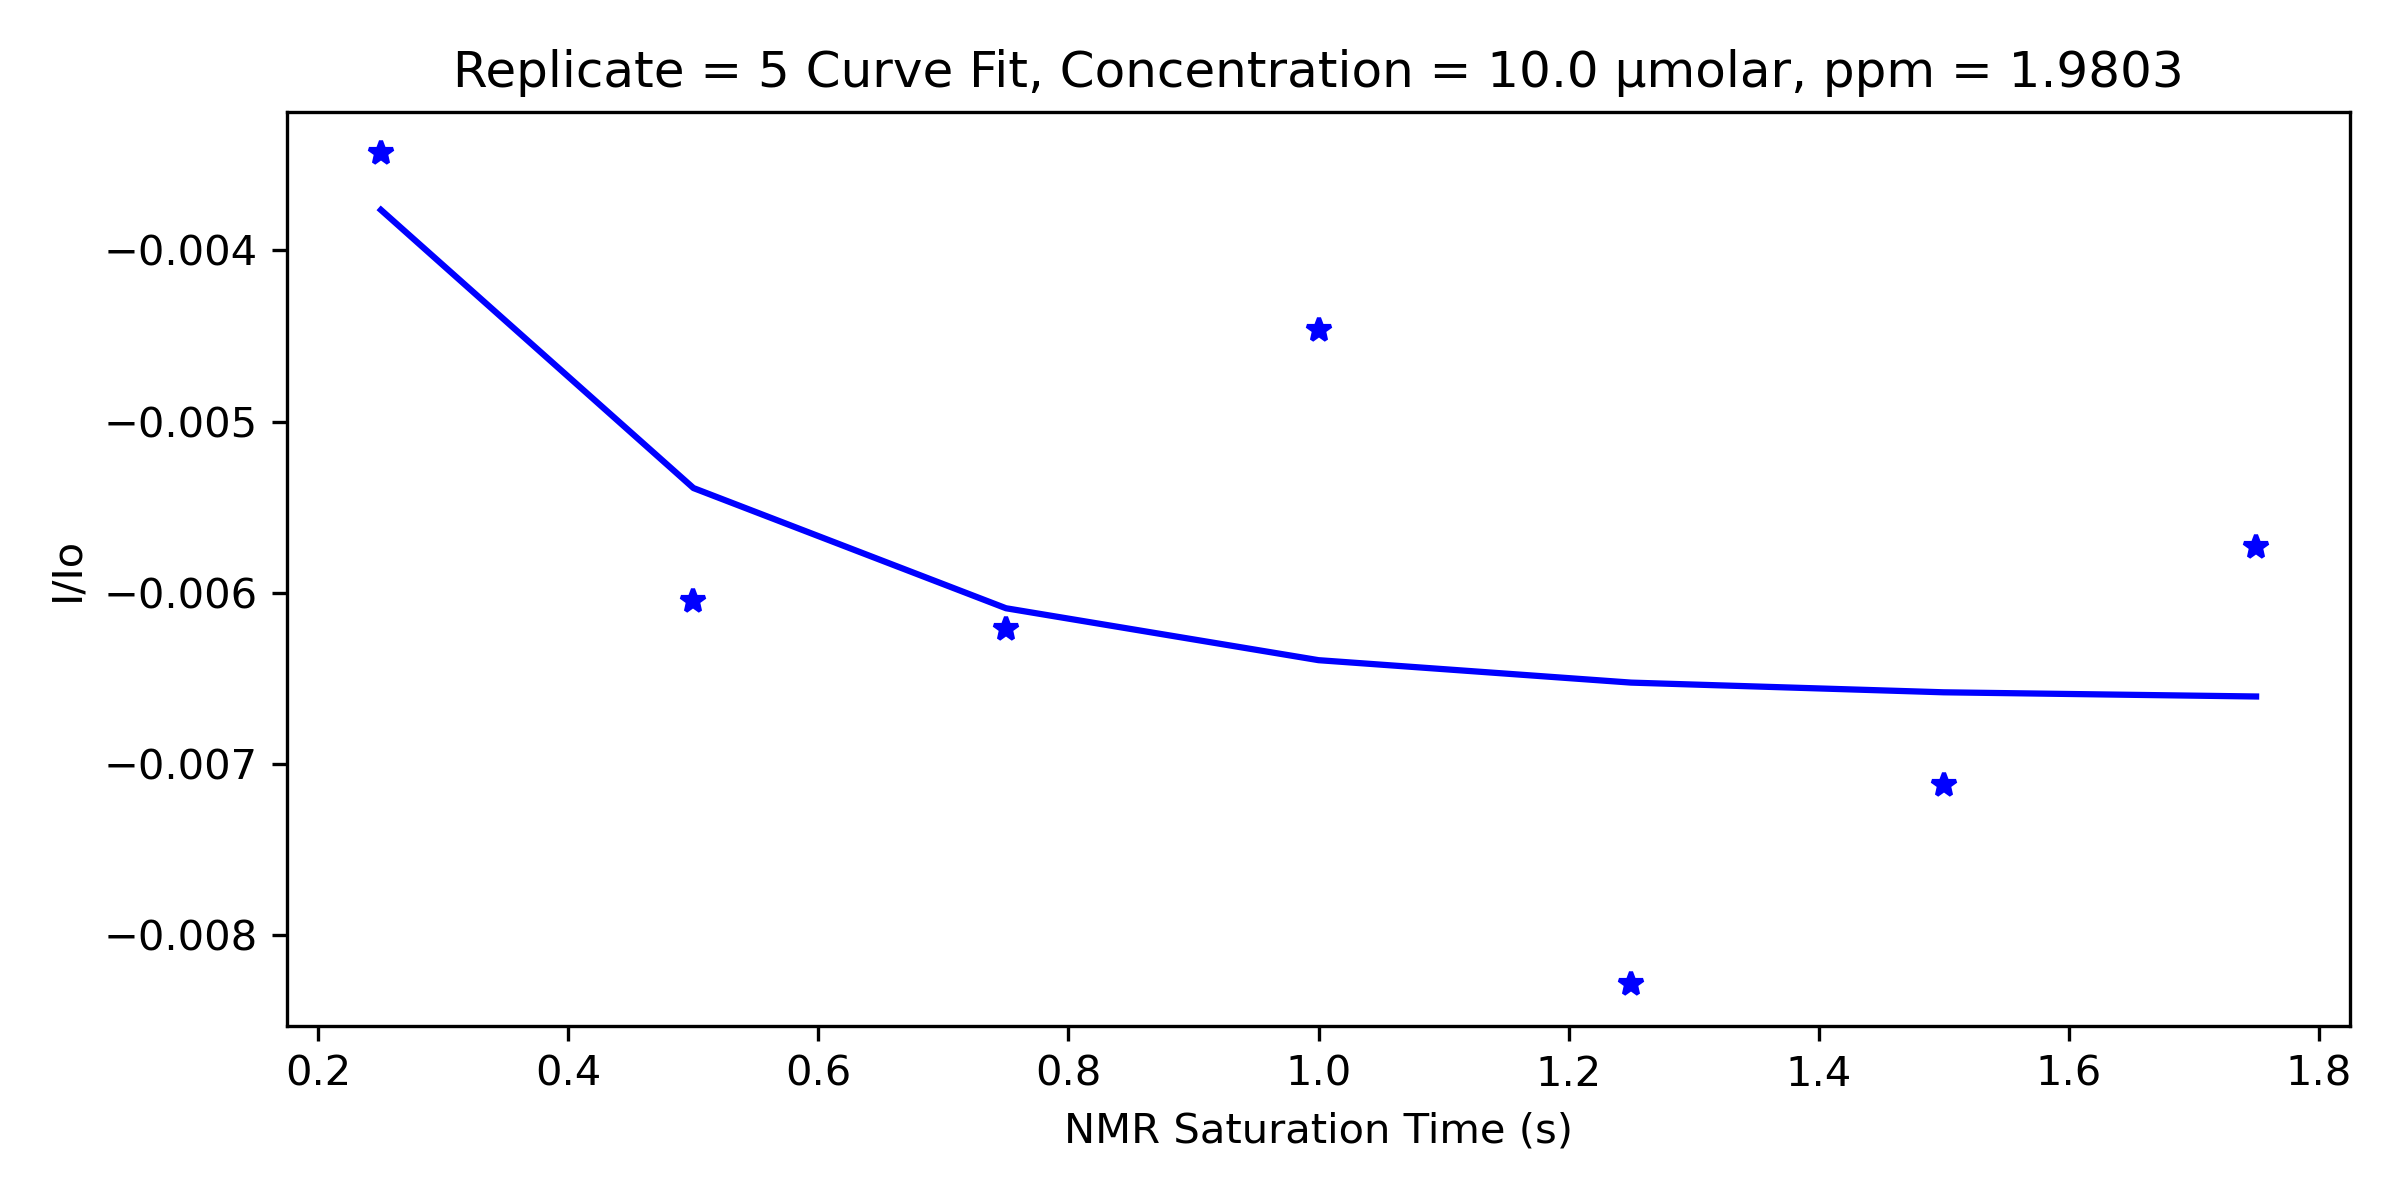 Replicate = 5 Curve Fit, Concentration = 10.0 µmolar, ppm = 1.9803
−0.004
−0.005
−0.006
−0.007
−0.008
I/Io
0.2 0.4 0.6 0.8 1.0 1.2 1.4 1.6 1.8
NMR Saturation Time (s)